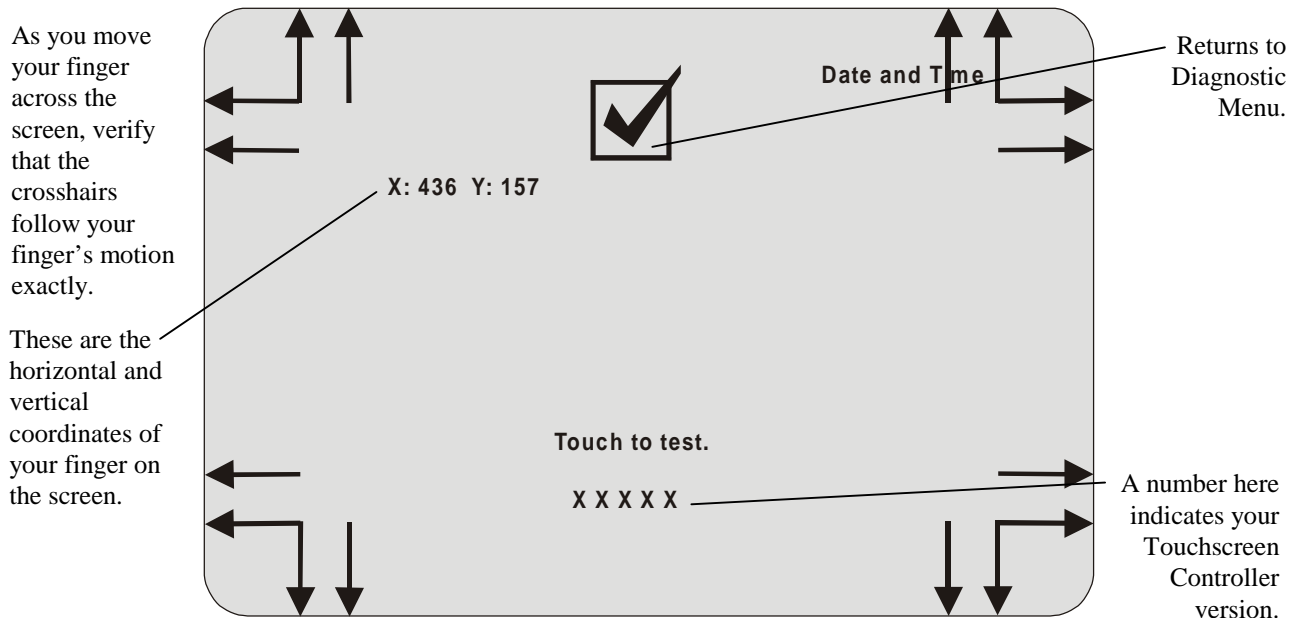 As you move
your finger
across the
screen, verify
that the
crosshairs
follow your
finger’s motion
exactly.
These are the
horizontal and
vertical
coordinates of
your finger on
the screen.
Date and Time
X: 436 Y: 157
Touch to test.
X X X X X
Returns to
Diagnostic
Menu.
A number here
indicates your
Touchscreen
Controller
version.